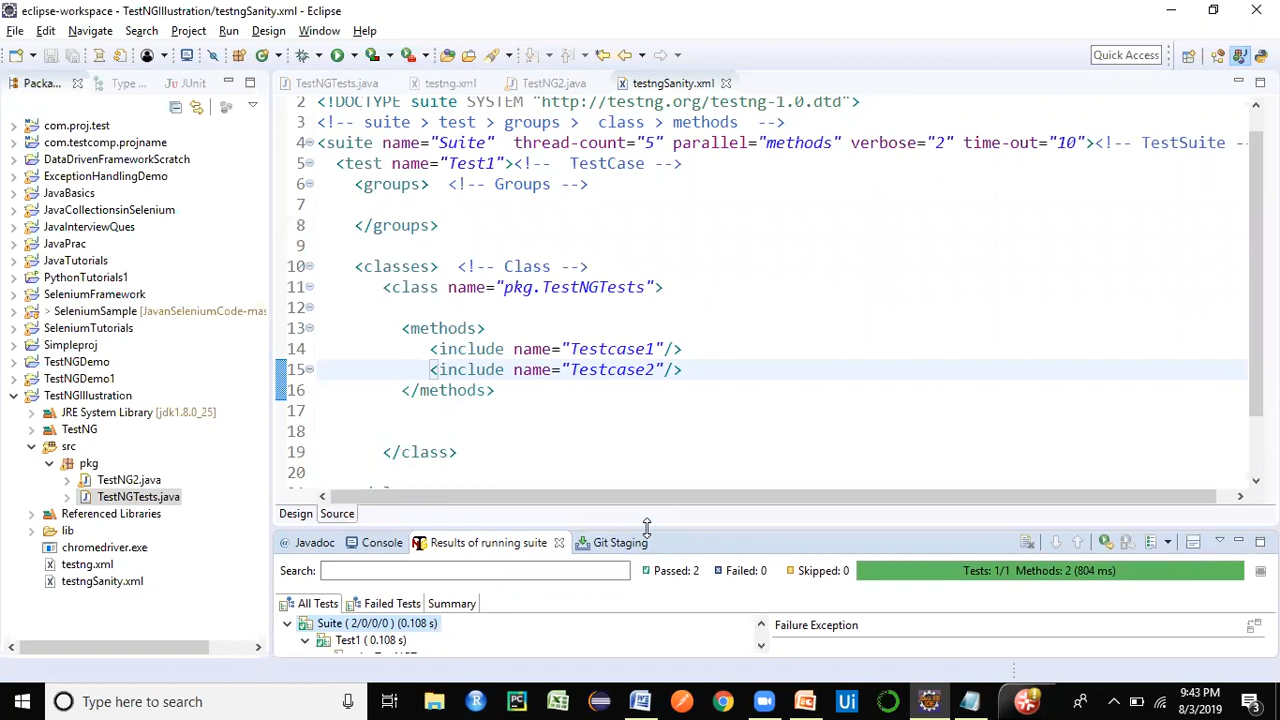 eclipse-workspace - TestNGIllustration/testngSanity.xml - Eclipse
File Edit Navigate Search Project Run Design Window Help
Quick Access
Packa... Type ... JUnit
TestNGTests.java testng.xml TestNG2.java testngSanity.xml
com.proj.test
com.testcomp.projname
DataDrivenFrameworkScratch
ExceptionHandlingDemo
JavaBasics
JavaCollectionsinSelenium
JavaInterviewQues
JavaPrac
JavaTutorials
PythonTutorials1
SeleniumFramework
> SeleniumSample [JavanSeleniumCode-mas
SeleniumTutorials
Simpleproj
TestNGDemo
TestNGDemo1
TestNGIllustration
JRE System Library [jdk1.8.0_25]
TestNG
src
pkg
TestNG2.java
TestNGTests.java
Referenced Libraries
lib
chromedriver.exe
testng.xml
testngSanity.xml
2 <!DOCTYPE suite SYSTEM "http://testng.org/testng-1.0.dtd">
3 <!-- suite > test > groups > class > methods -->
4 <suite name="Suite" thread-count="5" parallel="methods" verbose="2" time-out="10"><!-- TestSuite --
5 <test name="Test1"><!-- TestCase -->
6 <groups> <!-- Groups -->
7
8 </groups>
9
10 <classes> <!-- Class -->
11 <class name="pkg.TestNGTests">
12
13 <methods>
14 <include name="Testcase1"/>
15 <include name="Testcase2"/>
16 </methods>
17
18
19 </class>
20
Design Source
Javadoc Console Results of running suite Git Staging
Search: Passed: 2 Failed: 0 Skipped: 0 Tests: 1/1 Methods: 2 (804 ms)
All Tests Failed Tests Summary
Suite ( 2/0/0/0 ) (0.108 s)
Test1 ( 0.108 s)
Failure Exception
Type here to search
9:43 PM
8/3/2019